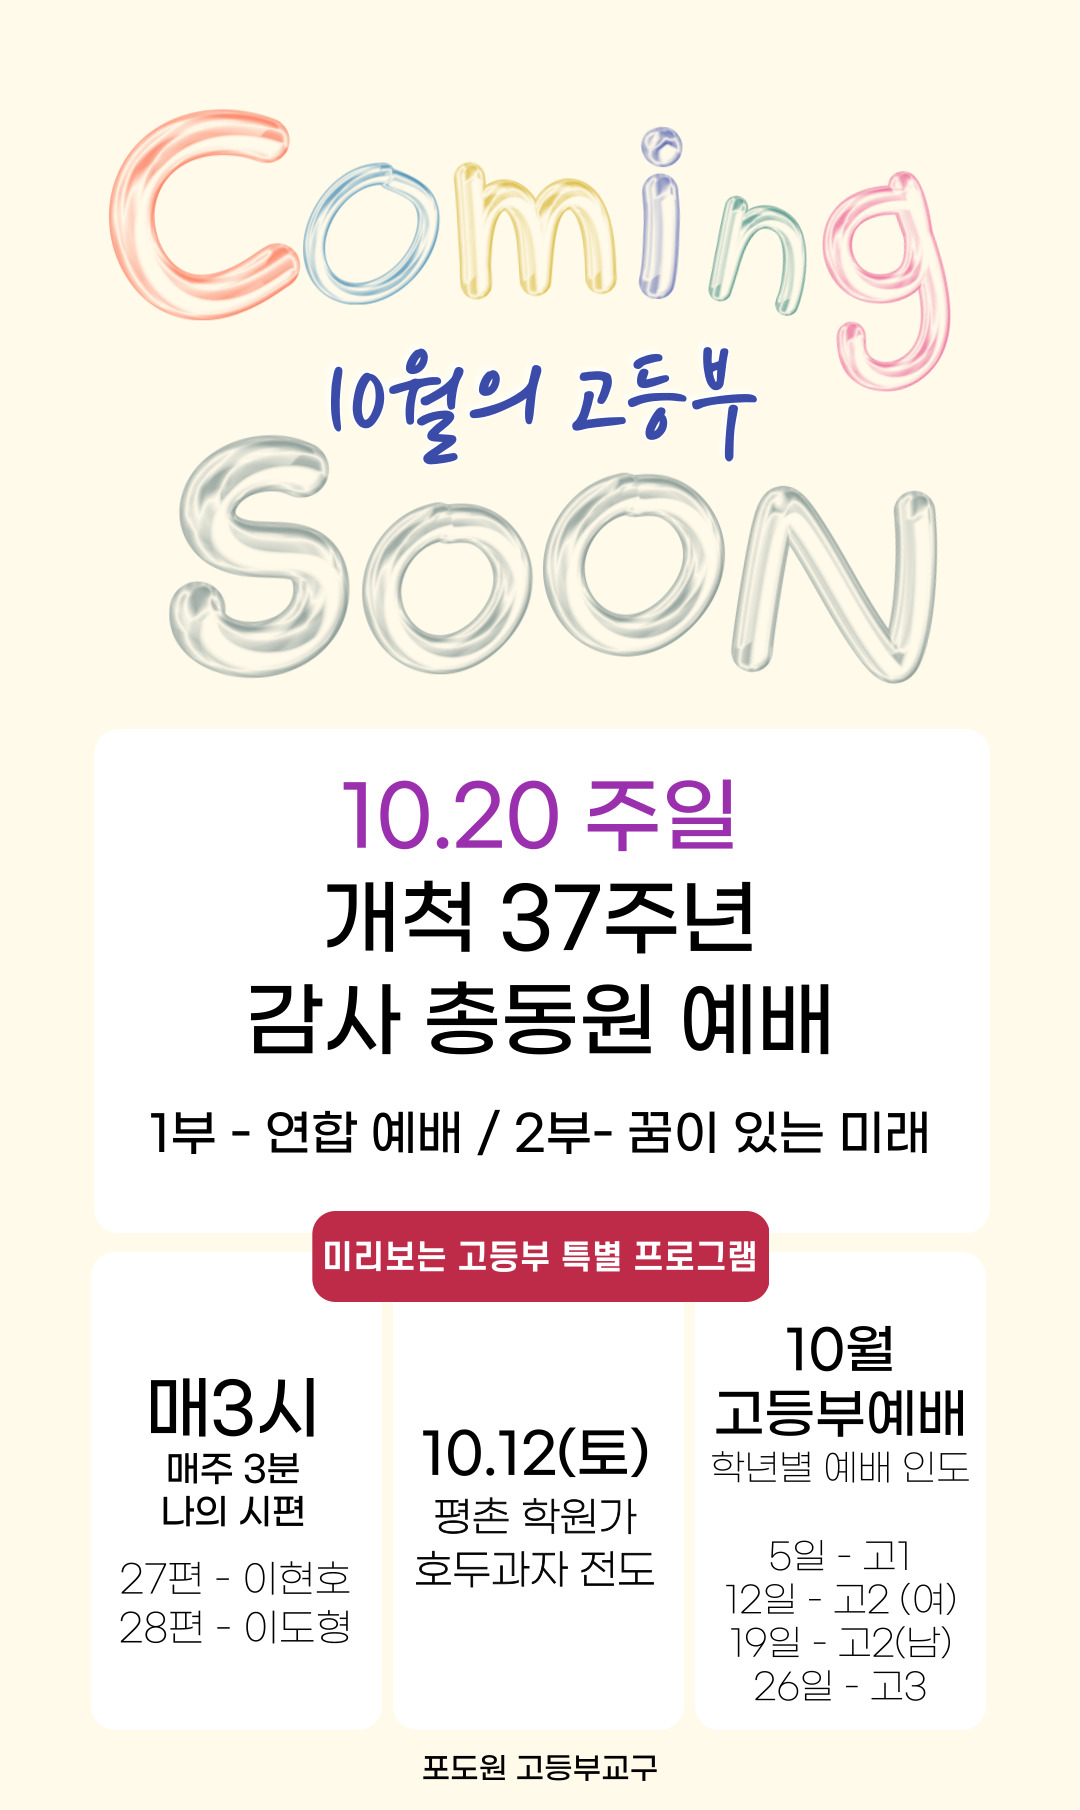 Coming
10월의 고등부
SOON
10.20 주일
개척 37주년
감사 총동원 예배
1부 - 연합 예배 / 2부- 꿈이 있는 미래
미리보는 고등부 특별 프로그램
매3시
매주 3분
나의 시편
27편 - 이현호
28편 - 이도형
10.12(토)
평촌 학원가
호두과자 전도
10월
고등부예배
학년별 예배 인도
5일 - 고1
12일 - 고2 (여)
19일 - 고2(남)
26일 - 고3
포도원 고등부교구